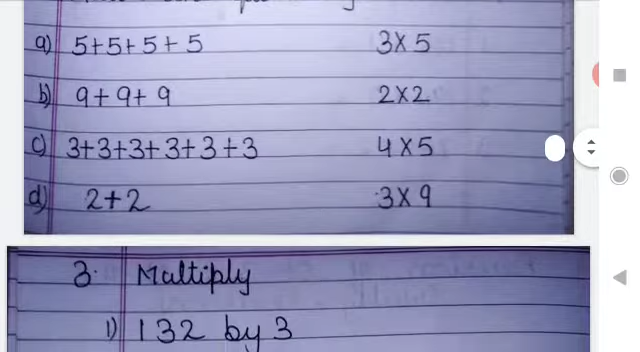 a) 5+5+5+5 3×5
b) 9+9+9 2×2
c) 3+3+3+3+3+3 4×5
d) 2+2 3×9
3. Multiply
1) 132 by 3